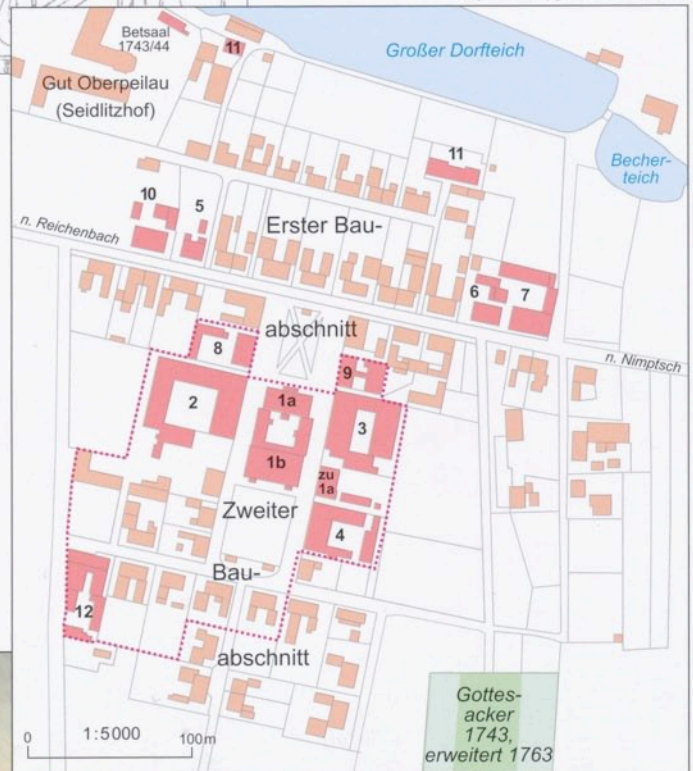 Betsaal
1743/44
11
Großer Dorfteich
Gut Oberpeilau
(Seidlitzhof)
11
Becher-
teich
10
5
n. Reichenbach
Erster Bau-
6
7
abschnitt
n. Nimptsch
8
9
2
1a
3
1b
zu
1a
Zweiter
4
Bau-
12
abschnitt
Gottes-
acker
1743,
erweitert 1763
0
1:5000
100m